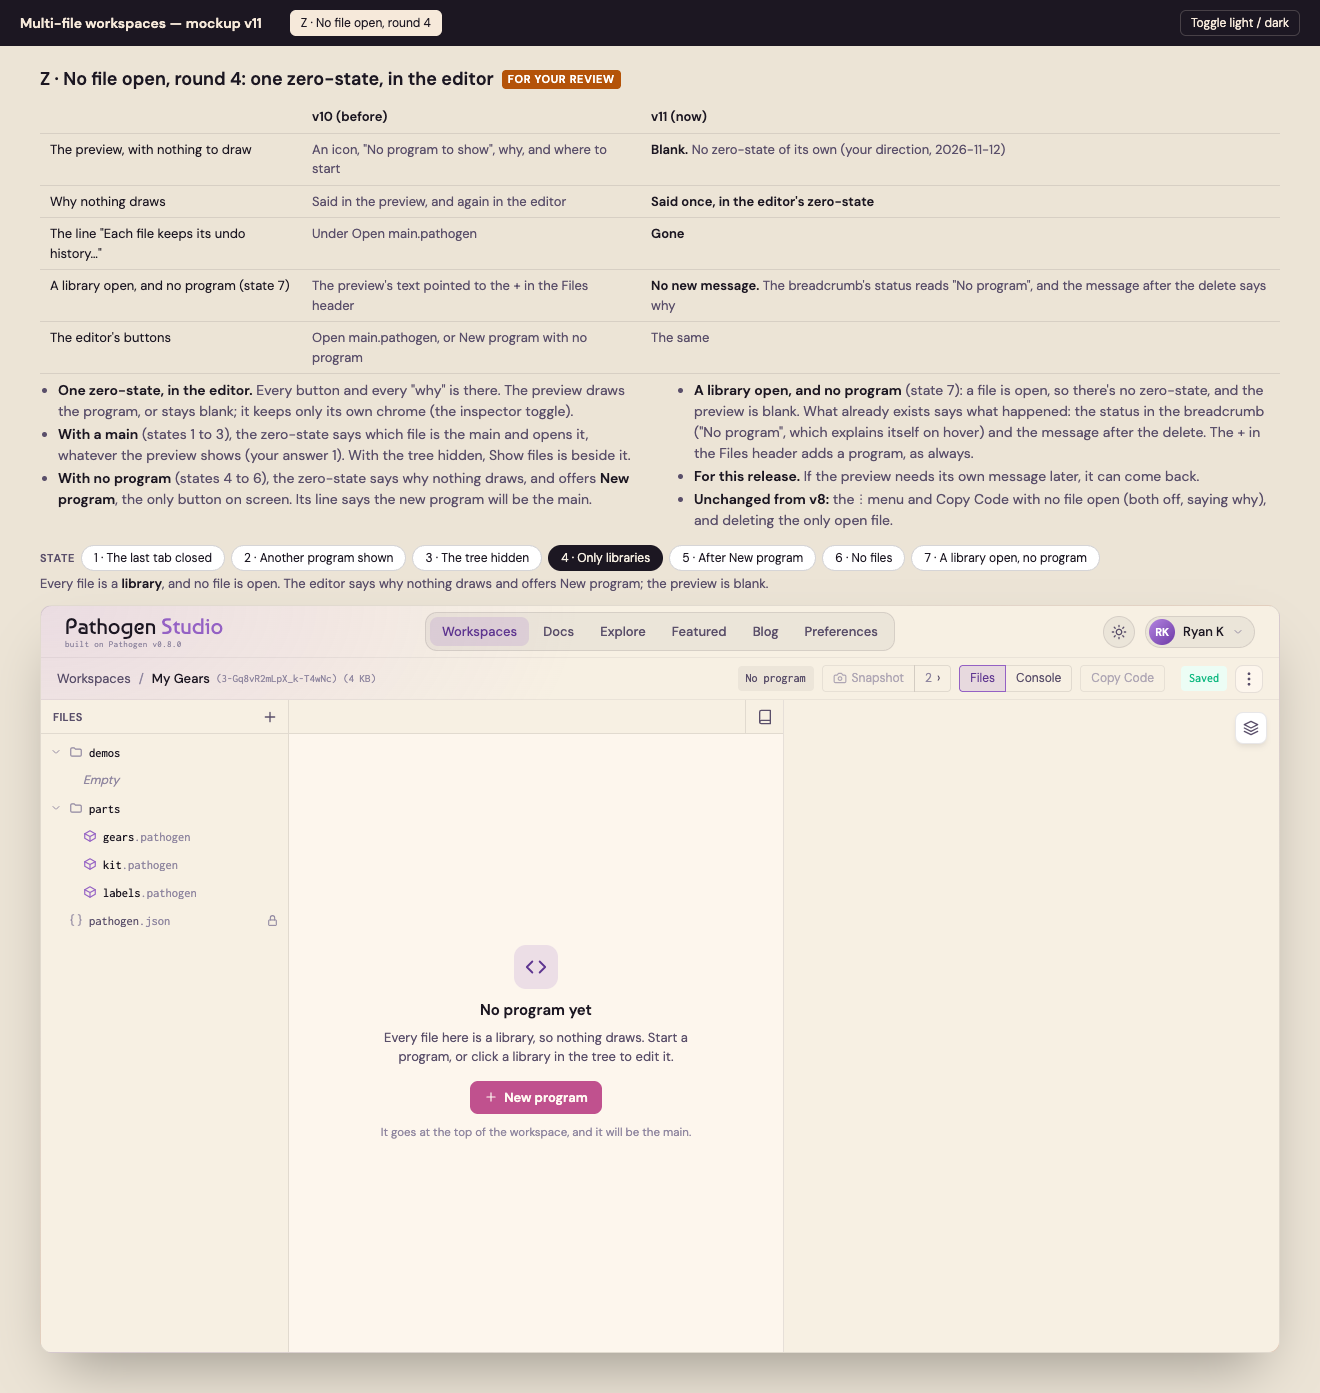 Multi-file workspaces — mockup v11
Z · No file open, round 4
Toggle light / dark
Z · No file open, round 4: one zero-state, in the editor
FOR YOUR REVIEW
v10 (before)
v11 (now)
The preview, with nothing to draw
An icon, "No program to show", why, and where to
start
Blank. No zero-state of its own (your direction, 2026-11-12)
Why nothing draws
Said in the preview, and again in the editor
Said once, in the editor's zero-state
The line "Each file keeps its undo
history…"
Under Open main.pathogen
Gone
A library open, and no program (state 7)
The preview's text pointed to the + in the Files
header
No new message. The breadcrumb's status reads "No program", and the message after the delete says
why
The editor's buttons
Open main.pathogen, or New program with no
program
The same
• One zero-state, in the editor. Every button and every "why" is there. The preview draws
the program, or stays blank; it keeps only its own chrome (the inspector toggle).
• With a main (states 1 to 3), the zero-state says which file is the main and opens it,
whatever the preview shows (your answer 1). With the tree hidden, Show files is beside it.
• With no program (states 4 to 6), the zero-state says why nothing draws, and offers New
program, the only button on screen. Its line says the new program will be the main.
• A library open, and no program (state 7): a file is open, so there's no zero-state, and the
preview is blank. What already exists says what happened: the status in the breadcrumb
("No program", which explains itself on hover) and the message after the delete. The + in
the Files header adds a program, as always.
• For this release. If the preview needs its own message later, it can come back.
• Unchanged from v8: the ⋮ menu and Copy Code with no file open (both off, saying why),
and deleting the only open file.
STATE
1 · The last tab closed
2 · Another program shown
3 · The tree hidden
4 · Only libraries
5 · After New program
6 · No files
7 · A library open, no program
Every file is a library, and no file is open. The editor says why nothing draws and offers New program; the preview is blank.
Pathogen Studio
built on Pathogen v0.8.0
Workspaces
Docs
Explore
Featured
Blog
Preferences
RK
Ryan K
Workspaces / My Gears (3-Gq8vR2mLpX_k-T4wNc) (4 KB)
No program
Snapshot
2 ›
Files
Console
Copy Code
Saved
FILES
demos
Empty
parts
gears.pathogen
kit.pathogen
labels.pathogen
{} pathogen.json
No program yet
Every file here is a library, so nothing draws. Start a
program, or click a library in the tree to edit it.
+ New program
It goes at the top of the workspace, and it will be the main.